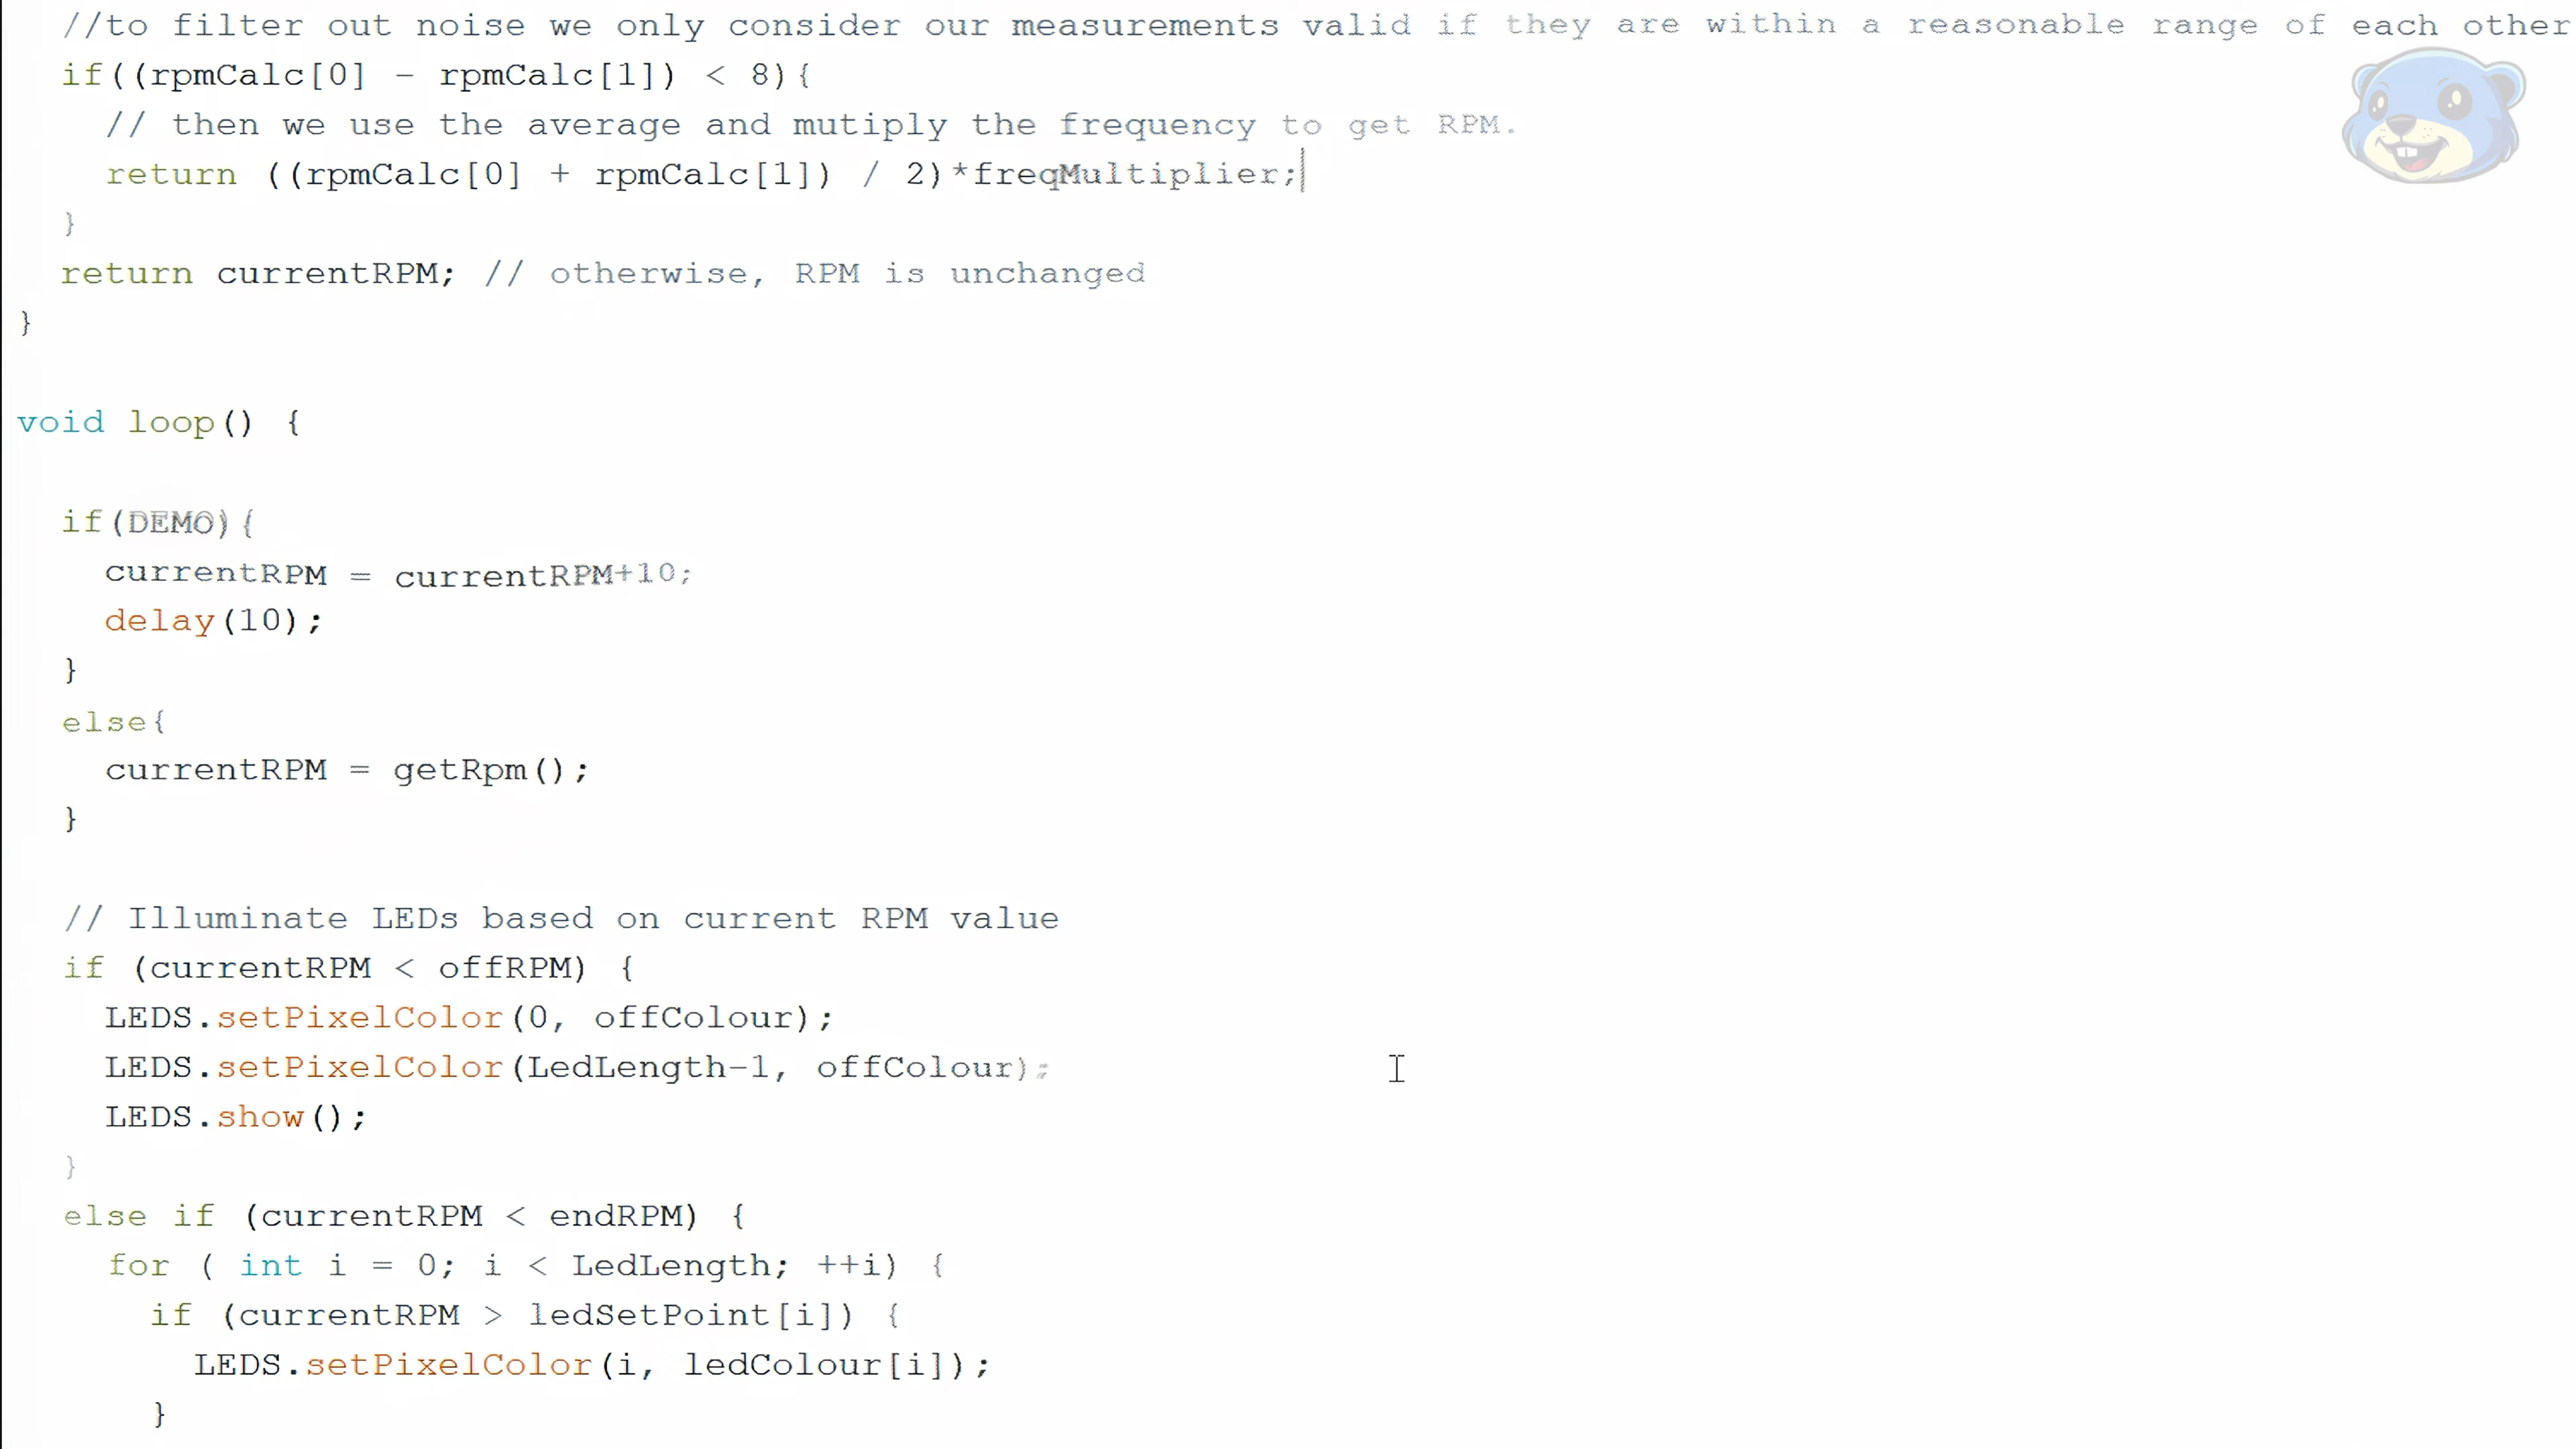 //to filter out noise we only consider our measurements valid if they are within a reasonable range of each other
if((rpmCalc[0] - rpmCalc[1]) < 8){
// then we use the average and mutiply the frequency to get RPM.
return ((rpmCalc[0] + rpmCalc[1]) / 2)*freqMultiplier;
}
return currentRPM; // otherwise, RPM is unchanged
}
void loop() {
if(DEMO){
currentRPM = currentRPM+10;
delay(10);
}
else{
currentRPM = getRpm();
}
// Illuminate LEDs based on current RPM value
if (currentRPM < offRPM) {
LEDS.setPixelColor(0, offColour);
LEDS.setPixelColor(LedLength-1, offColour);
LEDS.show();
}
else if (currentRPM < endRPM) {
for ( int i = 0; i < LedLength; ++i) {
if (currentRPM > ledSetPoint[i]) {
LEDS.setPixelColor(i, ledColour[i]);
}